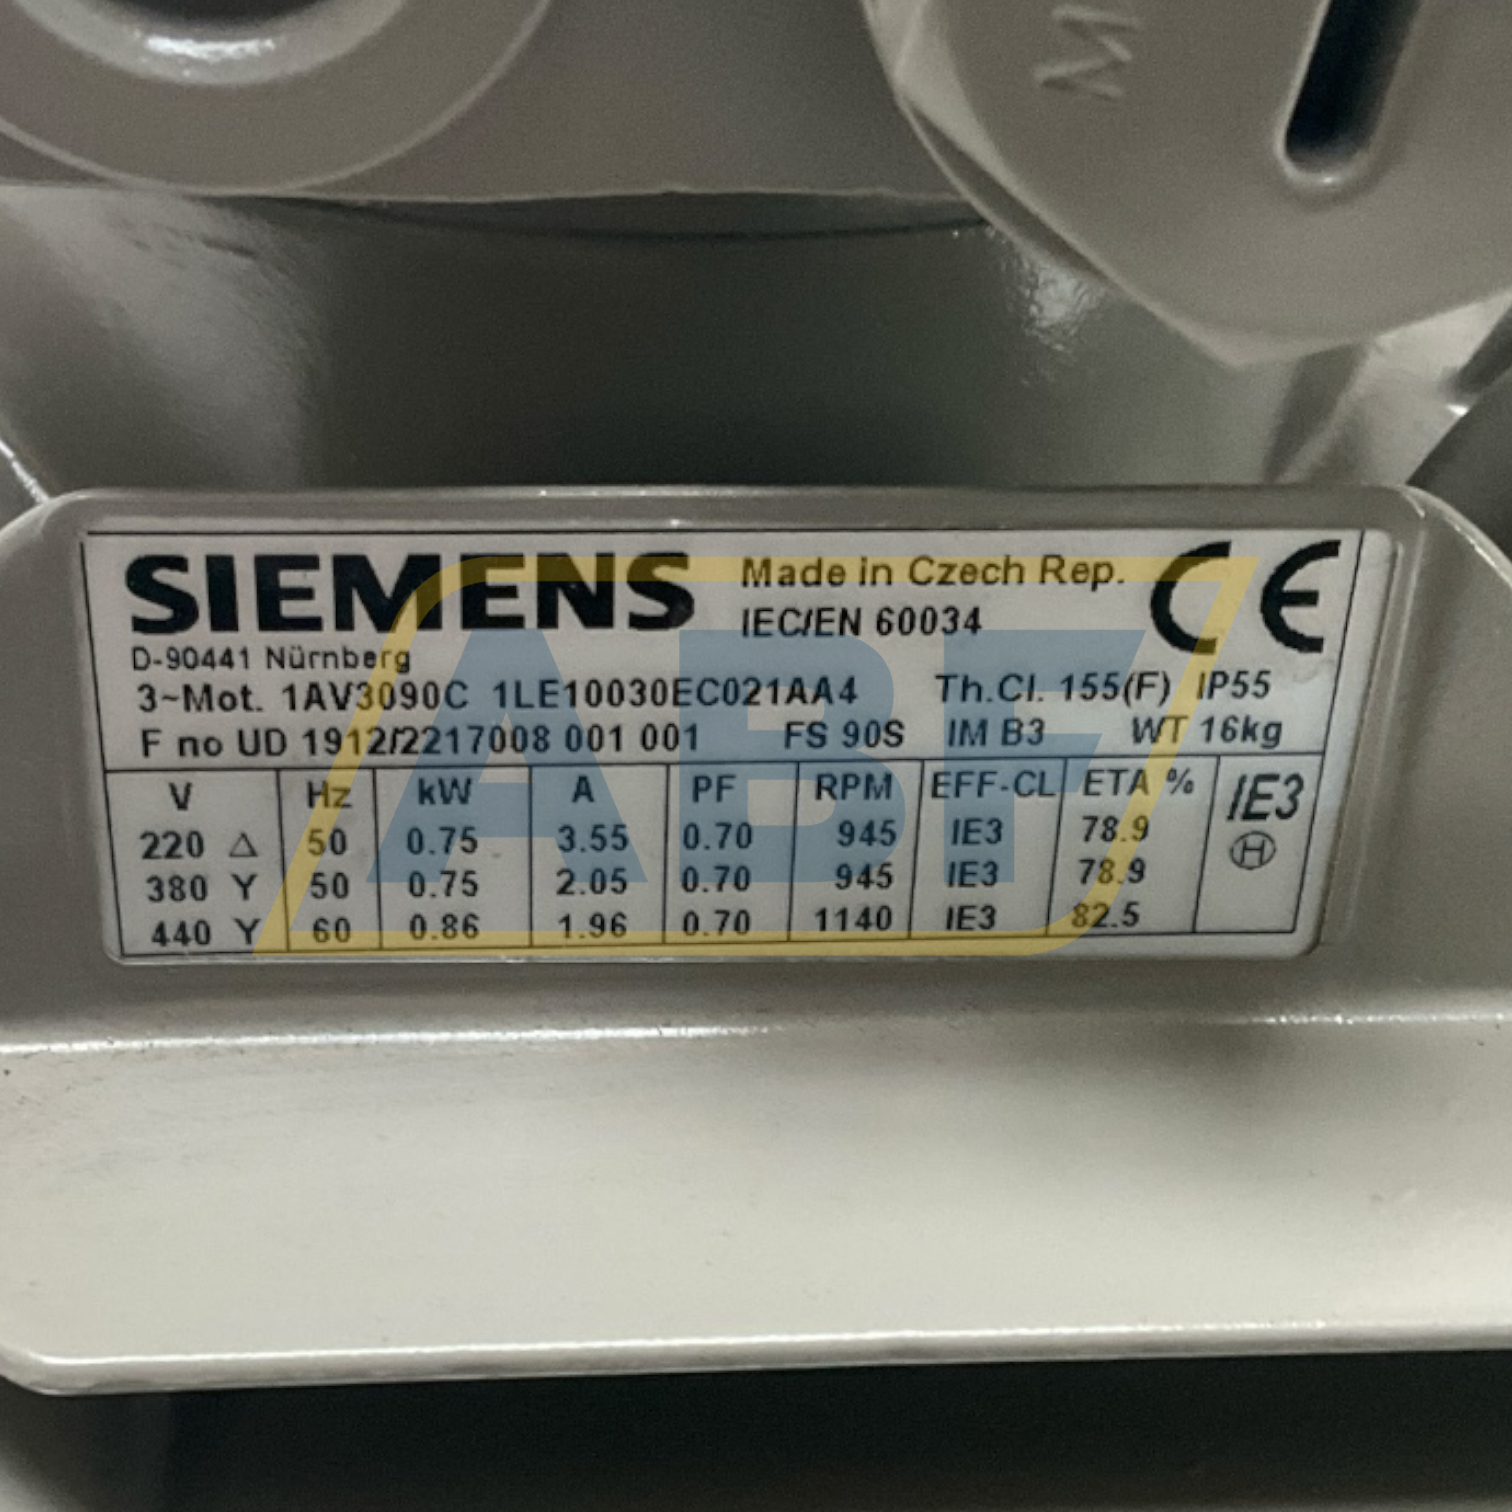 M
SIEMENS Made in Czech Rep. CE
IEC/EN 60034
D-90441 Nürnberg
3~Mot. 1AV3090C 1LE10030EC021AA4 Th.Cl. 155(F) IP55
F no UD 1912/2217008 001 001 FS 90S IM B3 WT 16kg
V Hz kW A PF RPM EFF-CL ETA % IE3
220 Δ 50 0.75 3.55 0.70 945 IE3 78.9 H
380 Y 50 0.75 2.05 0.70 945 IE3 78.9
440 Y 60 0.86 1.96 0.70 1140 IE3 82.5
ABF